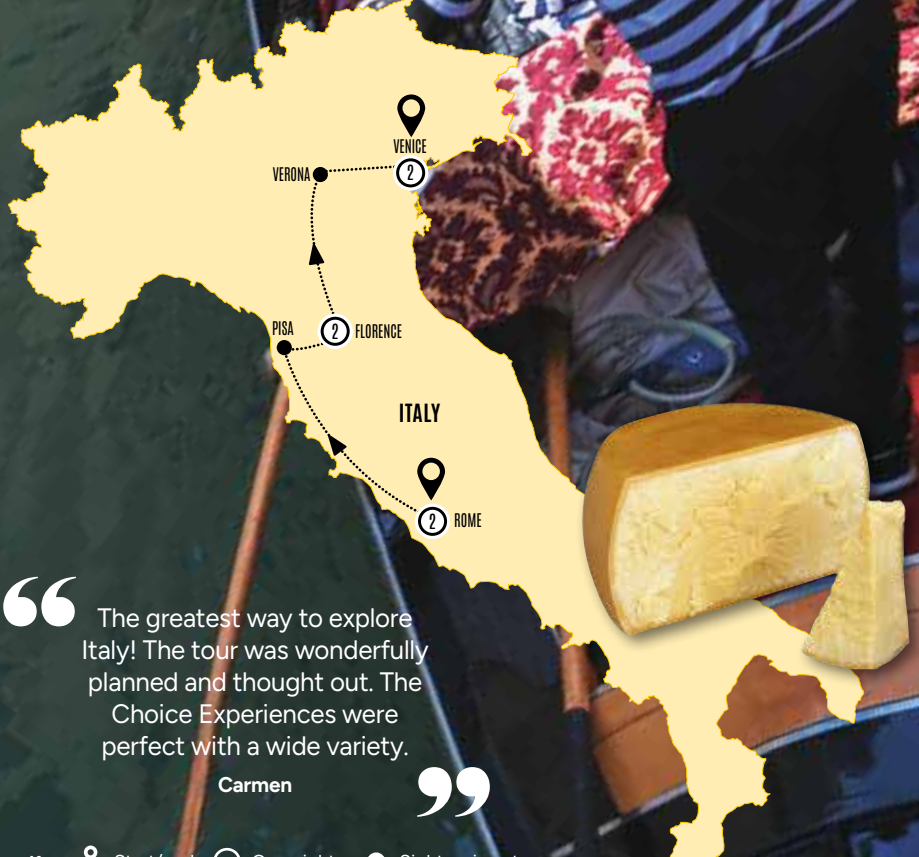 VENICE
2
VERONA
PISA
2 FLORENCE
ITALY
2 ROME
“
The greatest way to explore
Italy! The tour was wonderfully
planned and thought out. The
Choice Experiences were
perfect with a wide variety.
Carmen
”